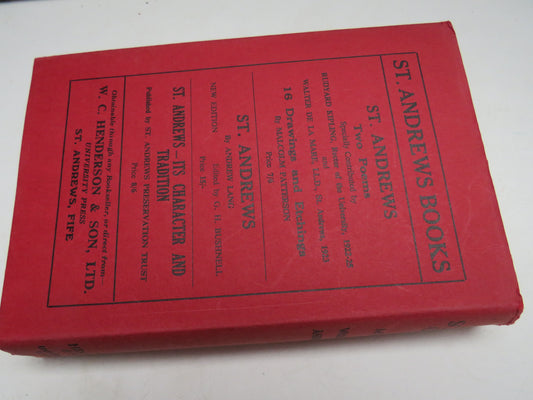 ST. ANDREWS BOOKS
ST. ANDREWS
Two Poems
Specially Contributed by
RUDYARD KIPLING, Rector of the University, 1922-25
and
WALTER DE LA MARE, LL.D., St. Andrews, 1923
16 Drawings and Etchings
By MALCOLM PATTERSON
Price 7/6
ST. ANDREWS
By ANDREW LANG
NEW EDITION
Edited by G. H. BUSHNELL
Price 15/-
ST. ANDREWS—ITS CHARACTER AND
TRADITION
Published by ST. ANDREWS PRESERVATION TRUST
Price 8/6
Obtainable through any Bookseller, or direct from—
W. C. HENDERSON & SON, LTD.
UNIVERSITY PRESS
ST. ANDREWS, FIFE